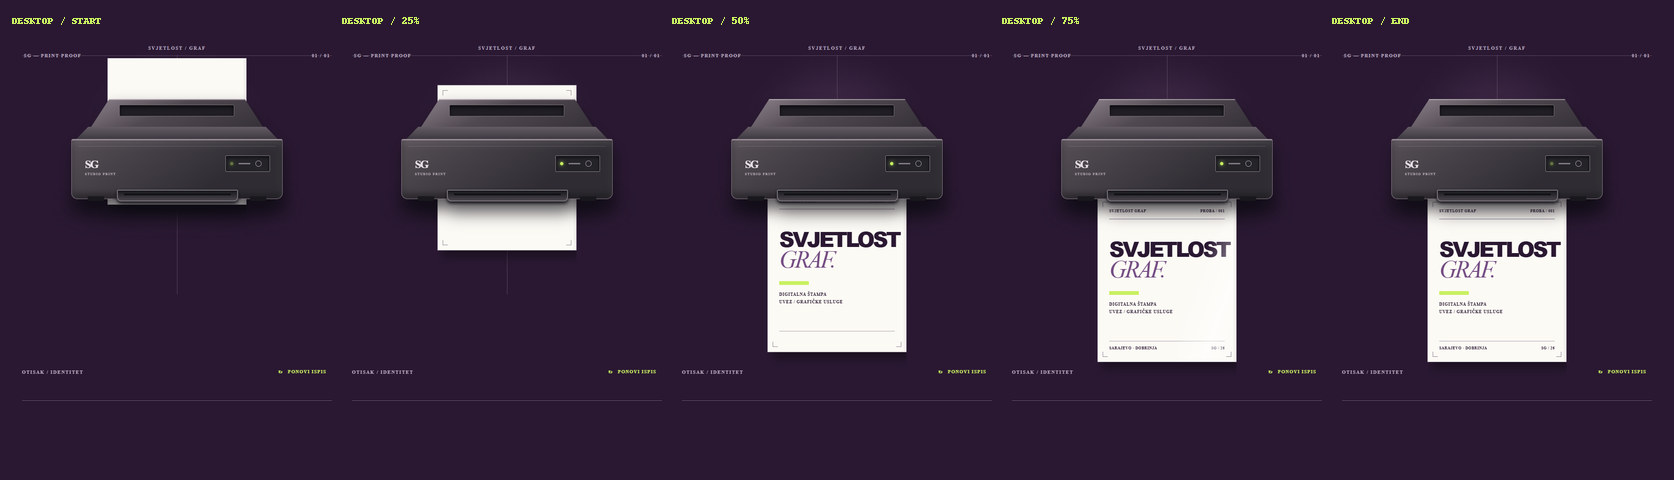 DESKTOP / START
SVJETLOST / GRAF
SG — PRINT PROOF
01 / 01
SG
STUDIO PRINT
OTISAK / IDENTITET
↻ PONOVI ISPIS
DESKTOP / 25%
SVJETLOST / GRAF
SG — PRINT PROOF
01 / 01
SG
STUDIO PRINT
OTISAK / IDENTITET
↻ PONOVI ISPIS
DESKTOP / 50%
SVJETLOST / GRAF
SG — PRINT PROOF
01 / 01
SG
STUDIO PRINT
SVJETLOST
GRAF.
DIGITALNA ŠTAMPA
UVEZ / GRAFIČKE USLUGE
OTISAK / IDENTITET
↻ PONOVI ISPIS
DESKTOP / 75%
SVJETLOST / GRAF
SG — PRINT PROOF
01 / 01
SG
STUDIO PRINT
SVJETLOST GRAF
PROBA / 001
SVJETLOST
GRAF.
DIGITALNA ŠTAMPA
UVEZ / GRAFIČKE USLUGE
SARAJEVO · DOBRINJA
OTISAK / IDENTITET
↻ PONOVI ISPIS
DESKTOP / END
SVJETLOST / GRAF
SG — PRINT PROOF
01 / 01
SG
STUDIO PRINT
SVJETLOST GRAF
PROBA / 001
SVJETLOST
GRAF.
DIGITALNA ŠTAMPA
UVEZ / GRAFIČKE USLUGE
SARAJEVO · DOBRINJA
OTISAK / IDENTITET
↻ PONOVI ISPIS